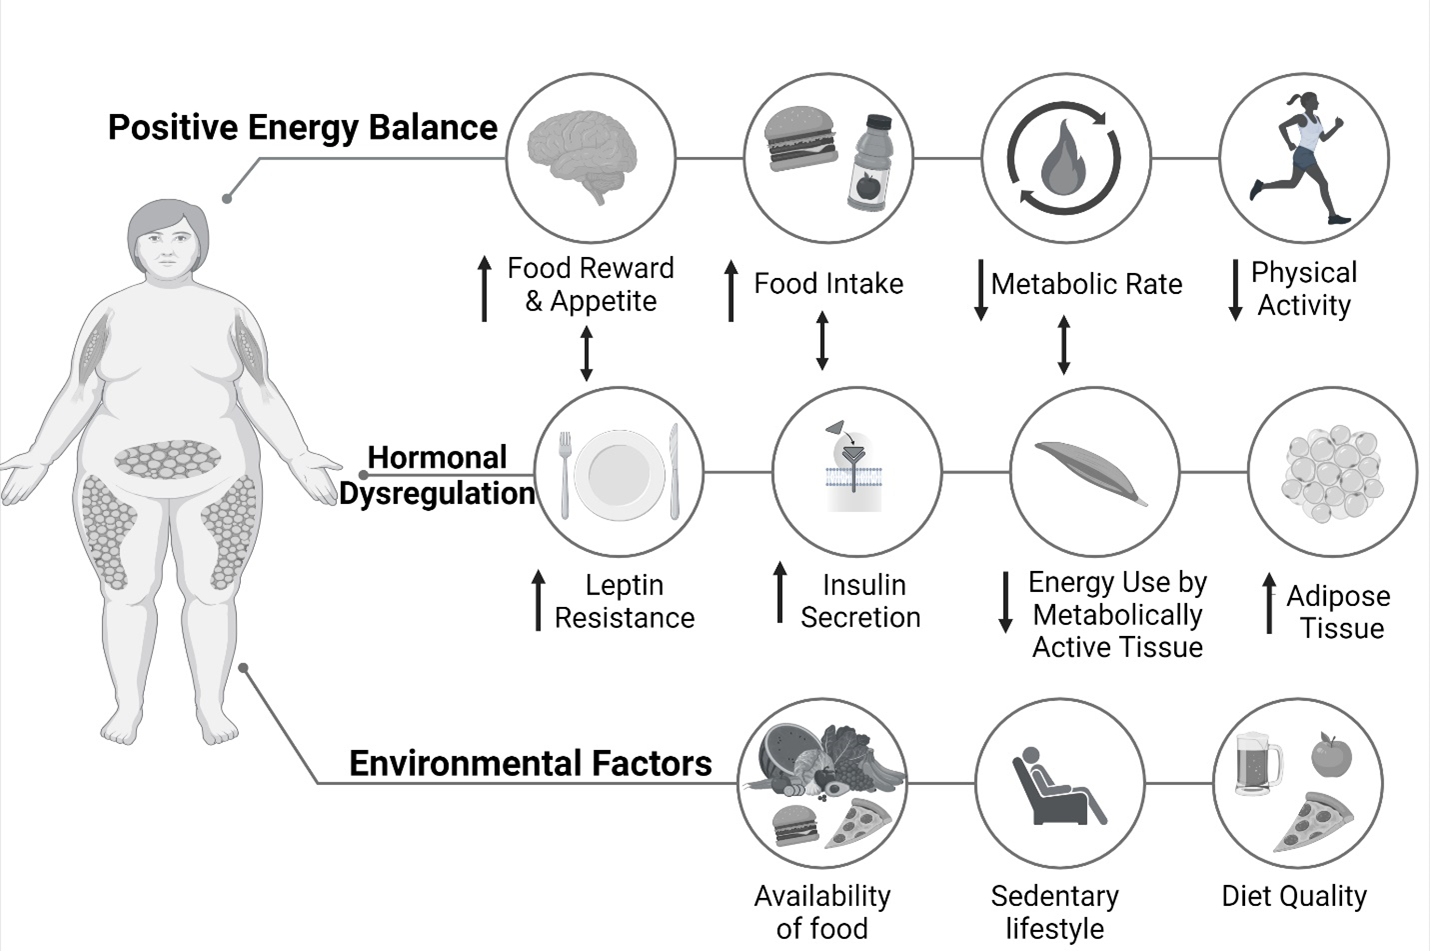 Positive Energy Balance
Food Reward
& Appetite
Food Intake
Metabolic Rate
Physical
Activity
Hormonal
Dysregulation
Leptin
Resistance
Insulin
Secretion
Energy Use by
Metabolically
Active Tissue
Adipose
Tissue
Environmental Factors
Availability
of food
Sedentary
lifestyle
Diet Quality